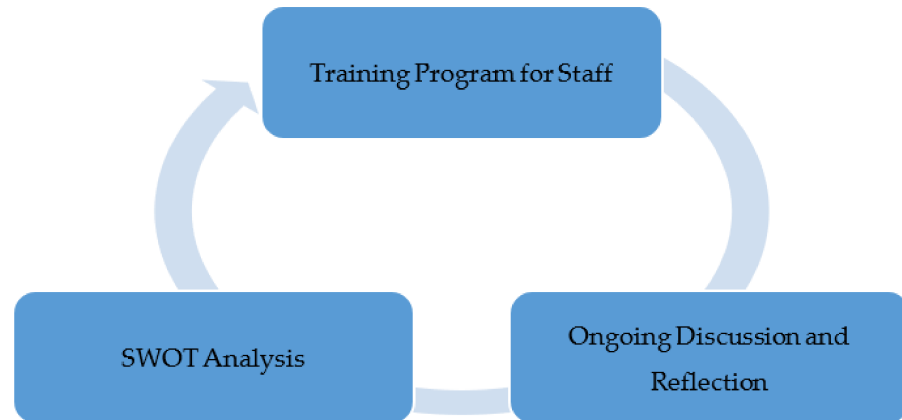 Training Program for Staff
SWOT Analysis
Ongoing Discussion and
Reflection